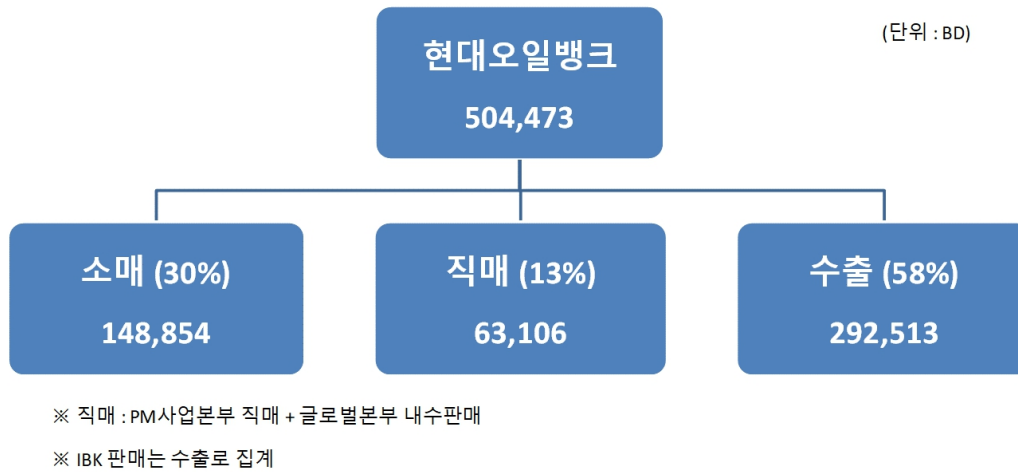 (단위 : BD)
현대오일뱅크
504,473
소매 (30%)
148,854
직매 (13%)
63,106
수출 (58%)
292,513
※ 직매 : PM사업본부 직매 + 글로벌본부 내수판매
※ IBK 판매는 수출로 집계